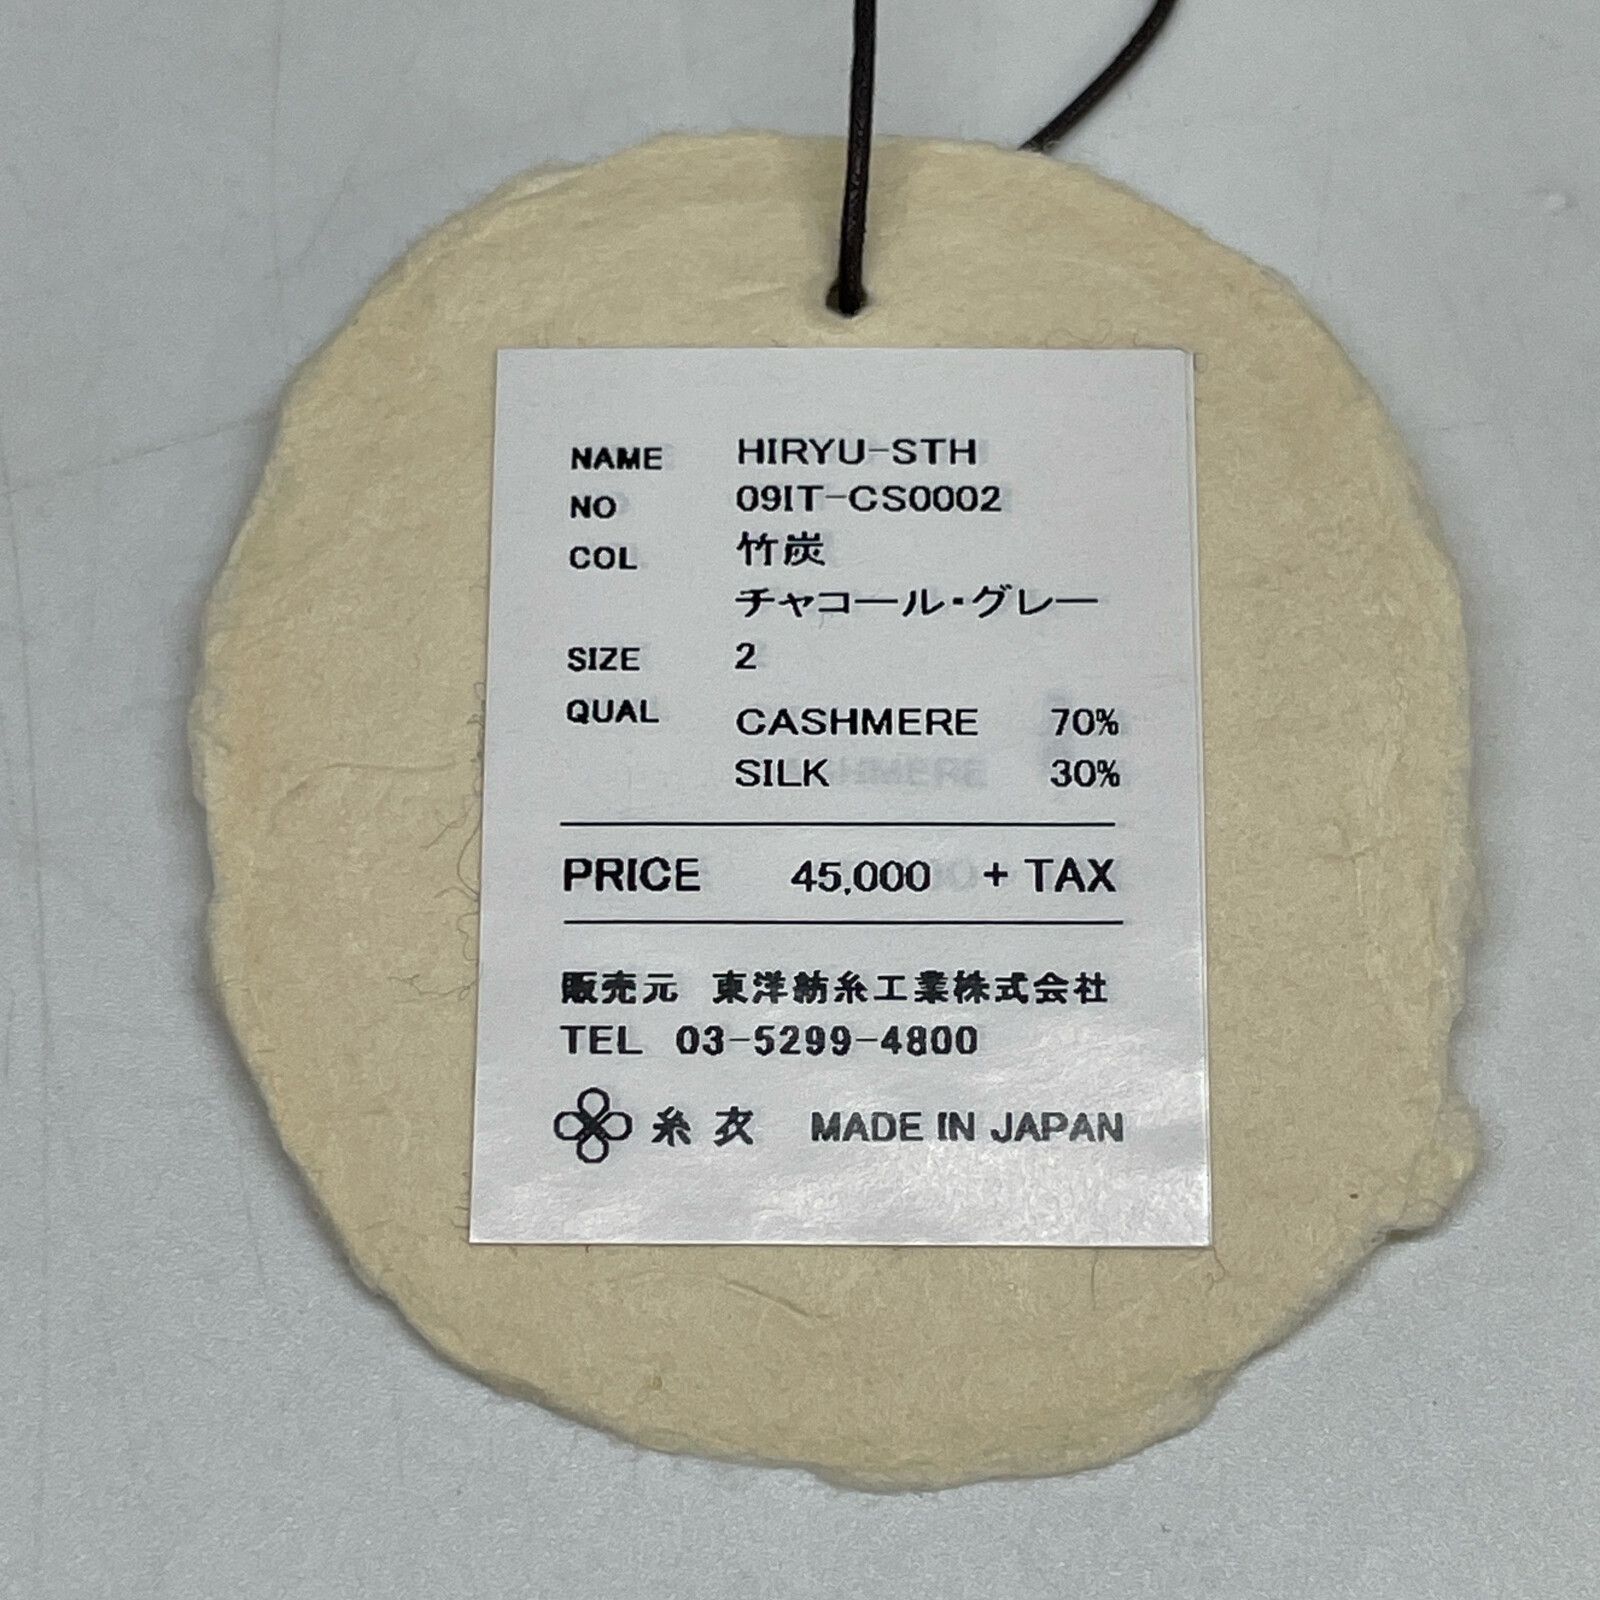 NAME HIRYU-STH
NO 09IT-CS0002
COL 竹炭
チャコール・グレー
SIZE 2
QUAL CASHMERE 70%
SILK 30%
PRICE 45,000 + TAX
販売元 東洋紡糸工業株式会社
TEL 03-5299-4800
糸衣 MADE IN JAPAN